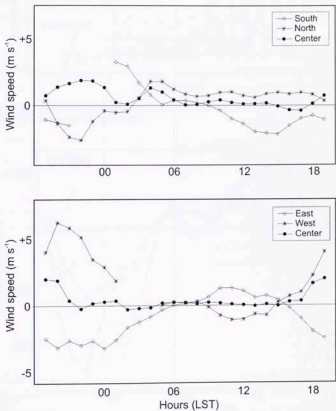 South
North
Center
+5
0
Wind speed (m s⁻¹)
00 06 12 18
East
West
Center
+5
0
-5
Wind speed (m s⁻¹)
00 06 12 18
Hours (LST)